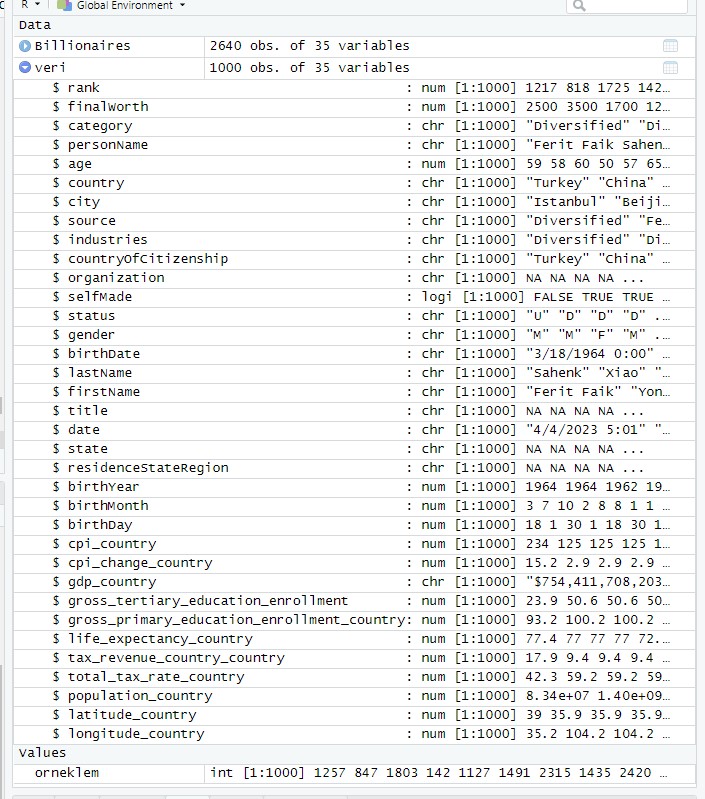 R Global Environment
Data
Billionaires 2640 obs. of 35 variables
veri 1000 obs. of 35 variables
$ rank : num [1:1000] 1217 818 1725 142…
$ finalWorth : num [1:1000] 2500 3500 1700 12…
$ category : chr [1:1000] "Diversified" "Di…
$ personName : chr [1:1000] "Ferit Faik Sahen…
$ age : num [1:1000] 59 58 60 50 57 65…
$ country : chr [1:1000] "Turkey" "China" …
$ city : chr [1:1000] "Istanbul" "Beiji…
$ source : chr [1:1000] "Diversified" "Fe…
$ industries : chr [1:1000] "Diversified" "Di…
$ countryOfCitizenship : chr [1:1000] "Turkey" "China" …
$ organization : chr [1:1000] NA NA NA NA ...
$ selfMade : logi [1:1000] FALSE TRUE TRUE …
$ status : chr [1:1000] "U" "D" "D" "D" .…
$ gender : chr [1:1000] "M" "M" "F" "M" .…
$ birthDate : chr [1:1000] "3/18/1964 0:00" …
$ lastName : chr [1:1000] "Sahenk" "Xiao" "…
$ firstName : chr [1:1000] "Ferit Faik" "Yon…
$ title : chr [1:1000] NA NA NA NA ...
$ date : chr [1:1000] "4/4/2023 5:01" "…
$ state : chr [1:1000] NA NA NA NA ...
$ residenceStateRegion : chr [1:1000] NA NA NA NA ...
$ birthYear : num [1:1000] 1964 1964 1962 19…
$ birthMonth : num [1:1000] 3 7 10 2 8 8 1 1 …
$ birthDay : num [1:1000] 18 1 30 1 18 30 1…
$ cpi_country : num [1:1000] 234 125 125 125 1…
$ cpi_change_country : num [1:1000] 15.2 2.9 2.9 2.9 …
$ gdp_country : chr [1:1000] "$754,411,708,203…
$ gross_tertiary_education_enrollment : num [1:1000] 23.9 50.6 50.6 50…
$ gross_primary_education_enrollment_country: num [1:1000] 93.2 100.2 100.2 …
$ life_expectancy_country : num [1:1000] 77.4 77 77 77 72.…
$ tax_revenue_country_country : num [1:1000] 17.9 9.4 9.4 9.4 …
$ total_tax_rate_country : num [1:1000] 42.3 59.2 59.2 59…
$ population_country : num [1:1000] 8.34e+07 1.40e+09…
$ latitude_country : num [1:1000] 39 35.9 35.9 35.9…
$ longitude_country : num [1:1000] 35.2 104.2 104.2 …
Values
orneklem int [1:1000] 1257 847 1803 142 1127 1491 2315 1435 2420 …